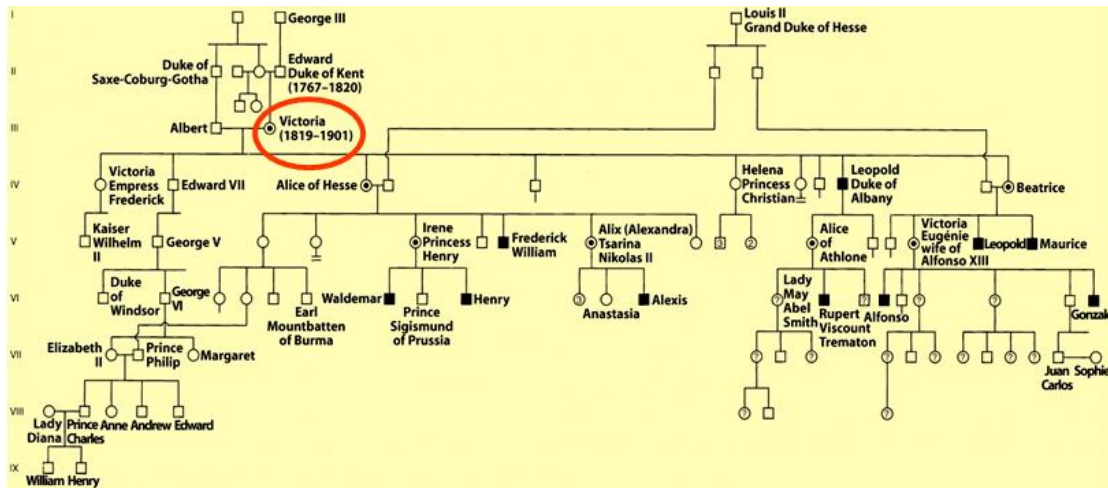 I
George III
Louis II
Grand Duke of Hesse
II
Duke of
Saxe-Coburg-Gotha
Edward
Duke of Kent
(1767–1820)
III
Albert
Victoria
(1819–1901)
IV
Victoria
Empress
Frederick
Edward VII
Alice of Hesse
Helena
Princess
Christian
Leopold
Duke of
Albany
Beatrice
V
Kaiser
Wilhelm
II
George V
Irene
Princess
Henry
Frederick
William
Alix (Alexandra)
Tsarina
Nikolas II
3
2
Alice
of
Athlone
Victoria
Eugénie
wife of
Alfonso XIII
Leopold
Maurice
VI
Duke
of
Windsor
George
VI
Earl
Mountbatten
of Burma
Waldemar
Prince
Sigismund
of Prussia
Henry
3
Anastasia
Alexis
Lady
May
Abel
Smith
?
Rupert
Viscount
Trematon
?
Alfonso
?
?
Gonzalo
VII
Elizabeth
II
Prince
Philip
Margaret
?
?
?
?
?
?
?
Juan
Carlos
Sophie
VIII
Lady
Diana
Prince
Charles
Anne
Andrew
Edward
?
?
IX
William
Henry